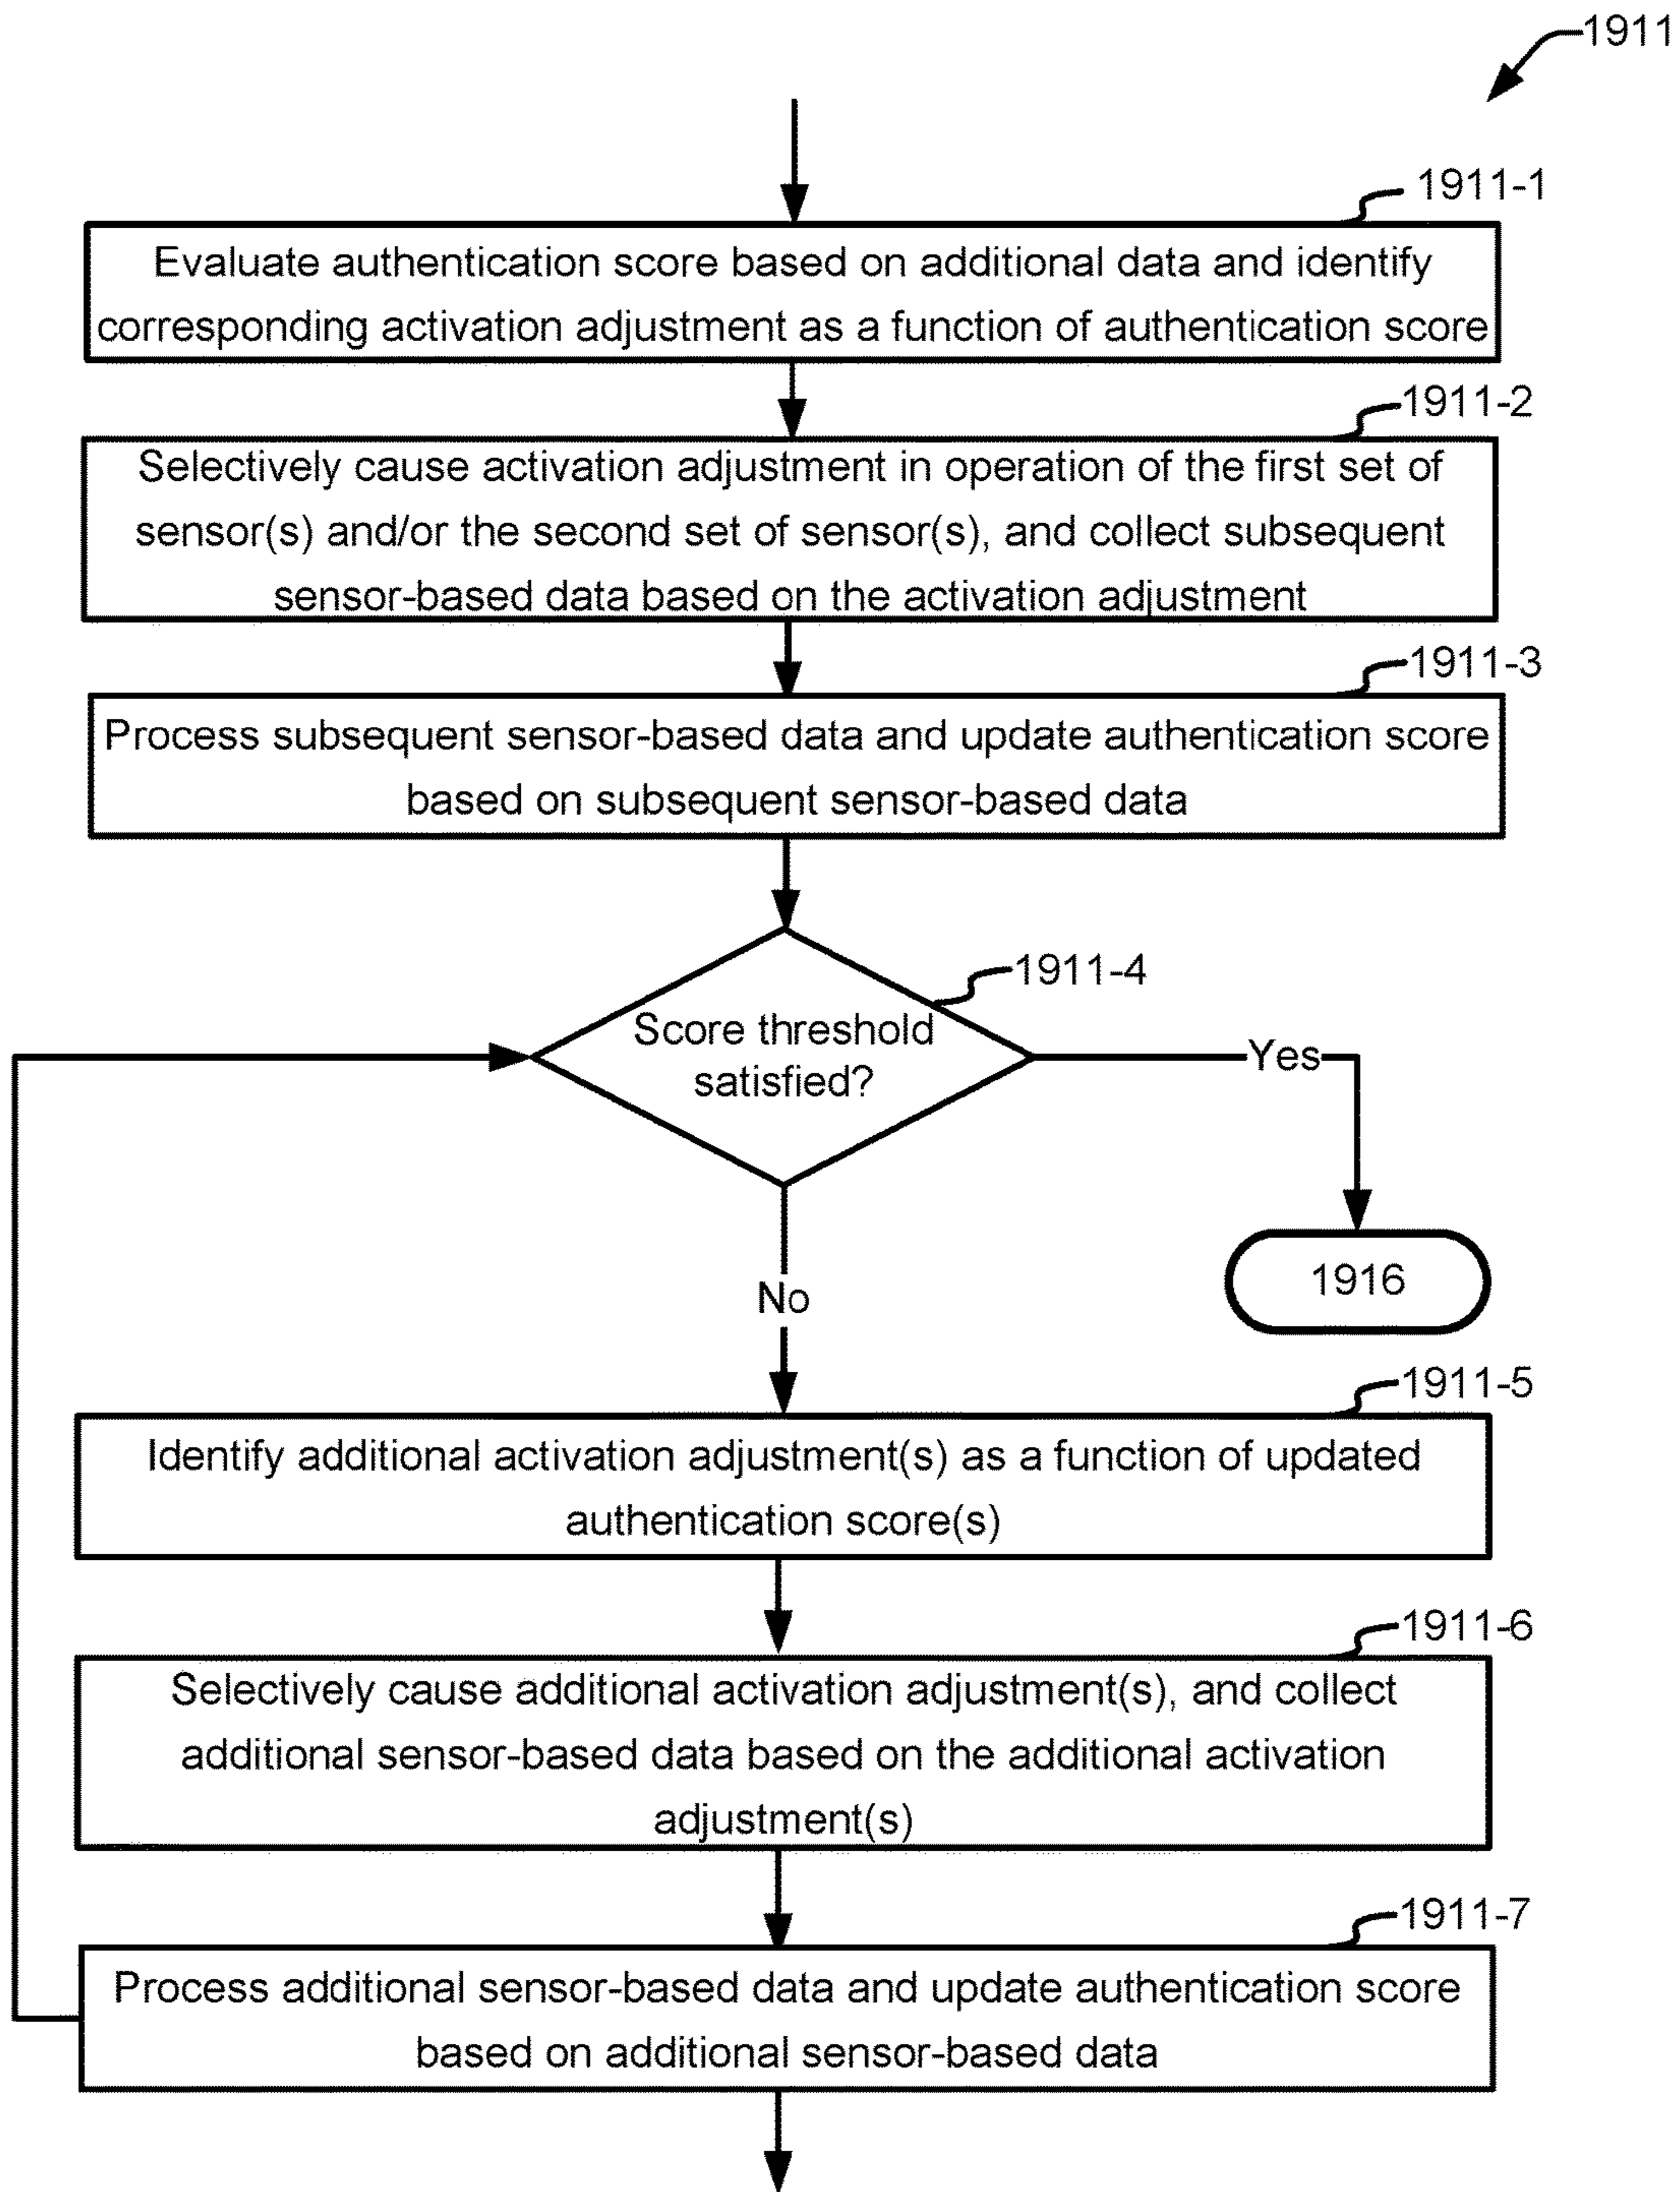 1911
1911-1
Evaluate authentication score based on additional data and identify
corresponding activation adjustment as a function of authentication score
1911-2
Selectively cause activation adjustment in operation of the first set of
sensor(s) and/or the second set of sensor(s), and collect subsequent
sensor-based data based on the activation adjustment
1911-3
Process subsequent sensor-based data and update authentication score
based on subsequent sensor-based data
1911-4
Score threshold
satisfied?
Yes
1916
No
1911-5
Identify additional activation adjustment(s) as a function of updated
authentication score(s)
1911-6
Selectively cause additional activation adjustment(s), and collect
additional sensor-based data based on the additional activation
adjustment(s)
1911-7
Process additional sensor-based data and update authentication score
based on additional sensor-based data